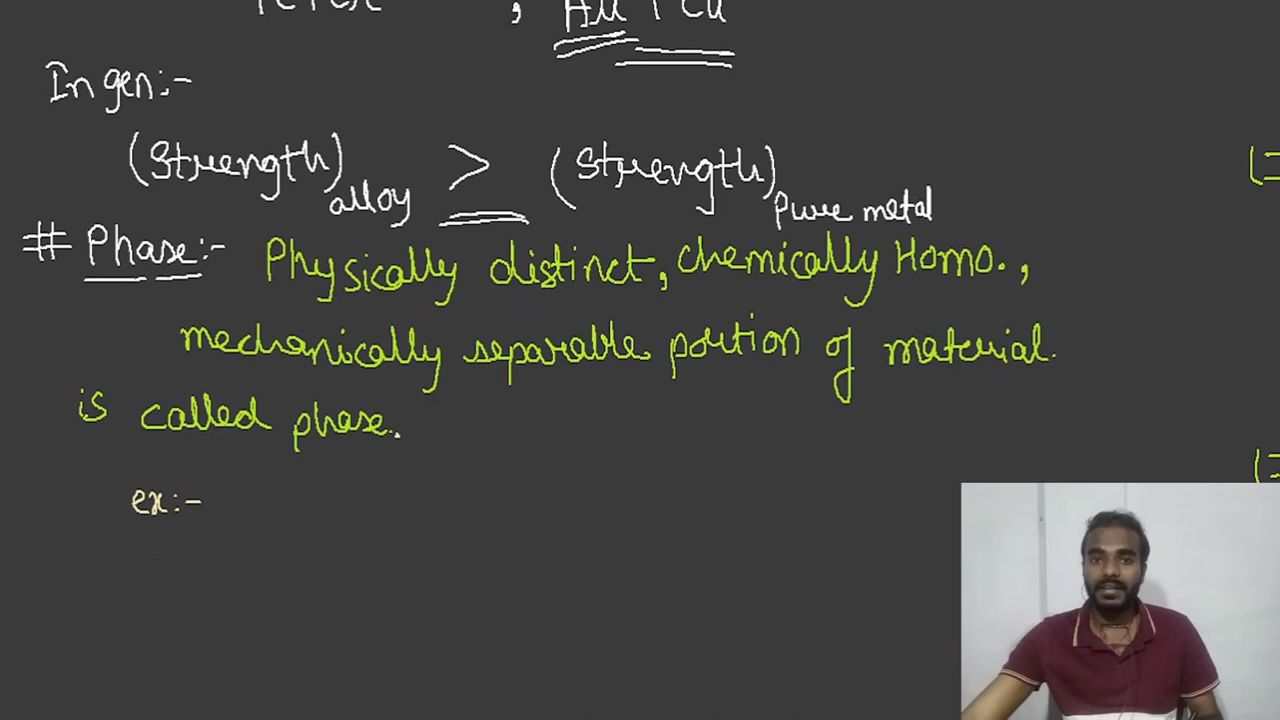 In gen:-
(Strength)alloy > (Strength)pure metal
# Phase:- Physically distinct, chemically Homo.,
mechanically separable portion of material.
is called phase.
ex:-